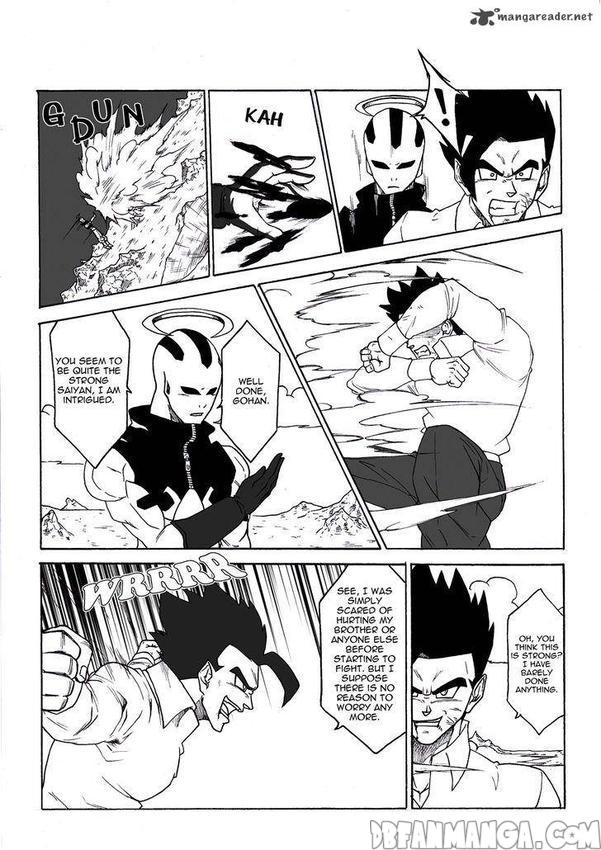 mangareader.net
!
KAH
GDUN
WELL
DONE,
GOHAN.
YOU SEEM TO
BE QUITE THE
STRONG
SAIYAN, I AM
INTRIGUED.
OH, YOU
THINK THIS
IS STRONG?
I HAVE
BARELY
DONE
ANYTHING.
SEE, I WAS
SIMPLY
SCARED OF
HURTING MY
BROTHER OR
ANYONE ELSE
BEFORE
STARTING TO
FIGHT. BUT I
SUPPOSE
THERE IS NO
REASON TO
WORRY ANY
MORE.
WRRRR
DBFANMANGA.COM